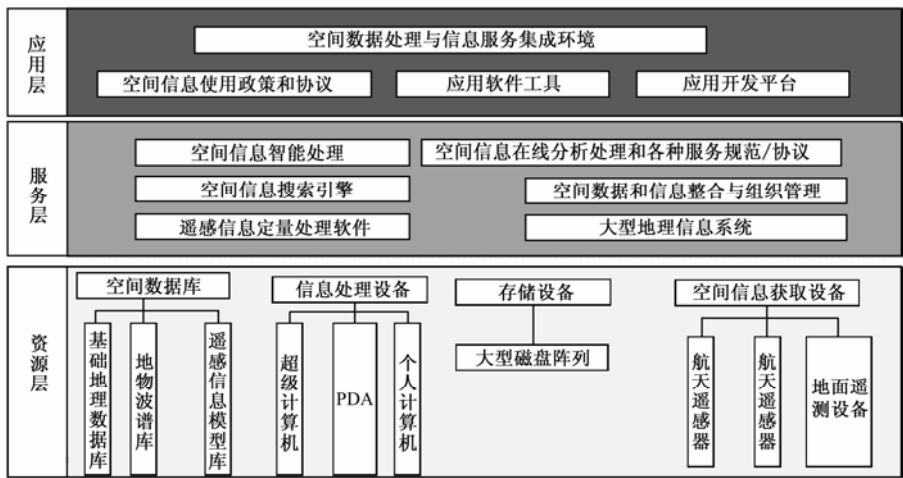 应用层
空间数据处理与信息服务集成环境
空间信息使用政策和协议
应用软件工具
应用开发平台
服务层
空间信息智能处理
空间信息在线分析处理和各种服务规范/协议
空间信息搜索引擎
空间数据和信息整合与组织管理
遥感信息定量处理软件
大型地理信息系统
资源层
空间数据库
信息处理设备
存储设备
空间信息获取设备
基础地理数据库
地物波谱库
遥感信息模型库
超级计算机
PDA
个人计算机
大型磁盘阵列
航天遥感器
航天遥感器
地面遥
测设备